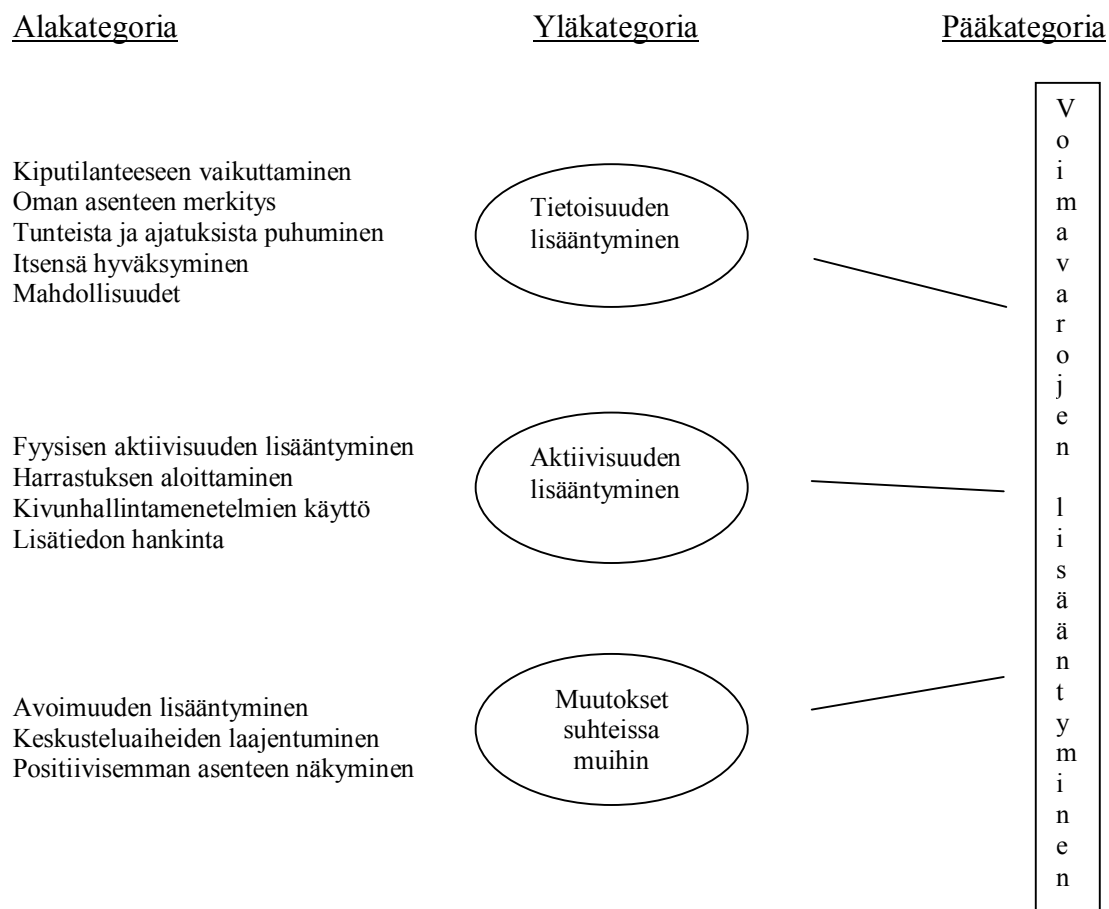 Alakategoria Yläkategoria Pääkategoria
Kiputilanteeseen vaikuttaminen
Oman asenteen merkitys
Tunteista ja ajatuksista puhuminen
Itsensä hyväksyminen
Mahdollisuudet
Tietoisuuden
lisääntyminen
Fyysisen aktiivisuuden lisääntyminen
Harrastuksen aloittaminen
Kivunhallintamenetelmien käyttö
Lisätiedon hankinta
Aktiivisuuden
lisääntyminen
Avoimuuden lisääntyminen
Keskusteluaiheiden laajentuminen
Positiivisemman asenteen näkyminen
Muutokset
suhteissa
muihin
Voimavarojen lisääntyminen